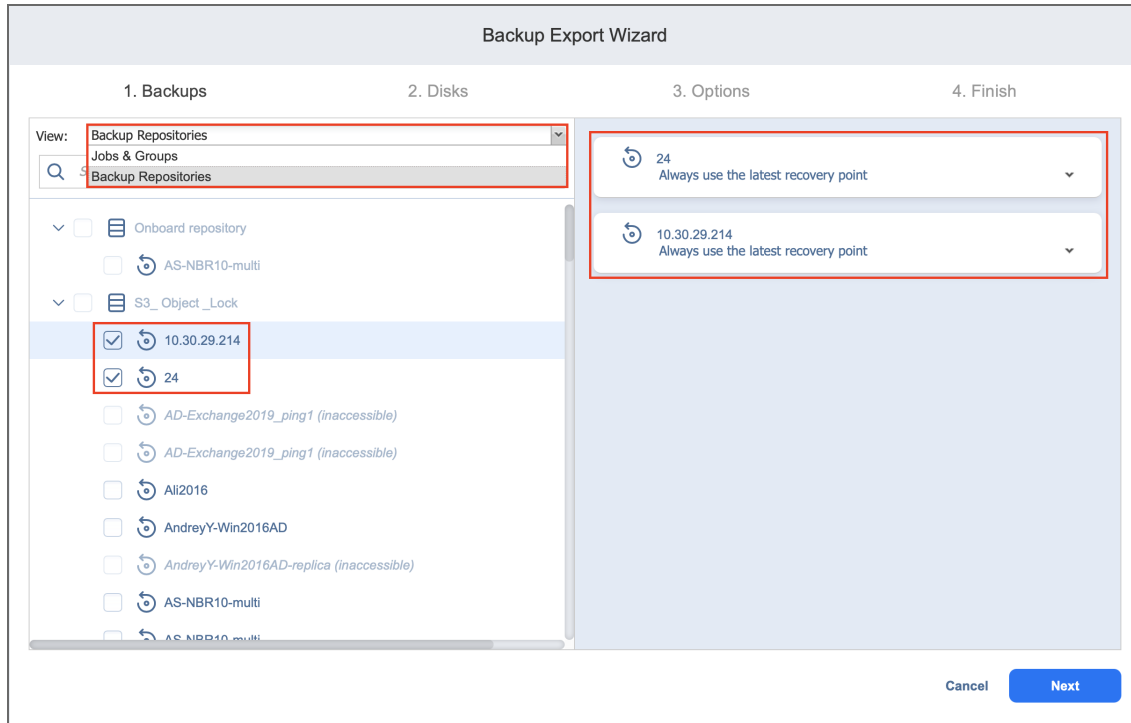 Backup Export Wizard
1. Backups
2. Disks
3. Options
4. Finish
View:
Backup Repositories
Jobs & Groups
Backup Repositories
Onboard repository
AS-NBR10-multi
S3_ Object _Lock
10.30.29.214
24
AD-Exchange2019_ping1 (inaccessible)
AD-Exchange2019_ping1 (inaccessible)
Ali2016
AndreyY-Win2016AD
AndreyY-Win2016AD-replica (inaccessible)
AS-NBR10-multi
AS-NBR10-multi
24
Always use the latest recovery point
10.30.29.214
Always use the latest recovery point
Cancel
Next